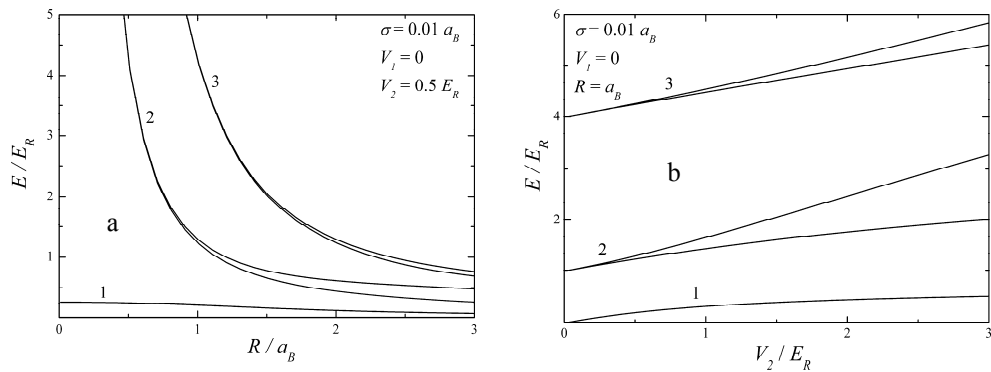 5
4
3
2
1
0
1
2
3
E / E_R
R / a_B
σ = 0.01 a_B
V_1 = 0
V_2 = 0.5 E_R
3
2
1
a
6
4
2
0
1
2
3
E / E_R
V_2 / E_R
σ − 0.01 a_B
V_1 = 0
R = a_B
3
b
2
1